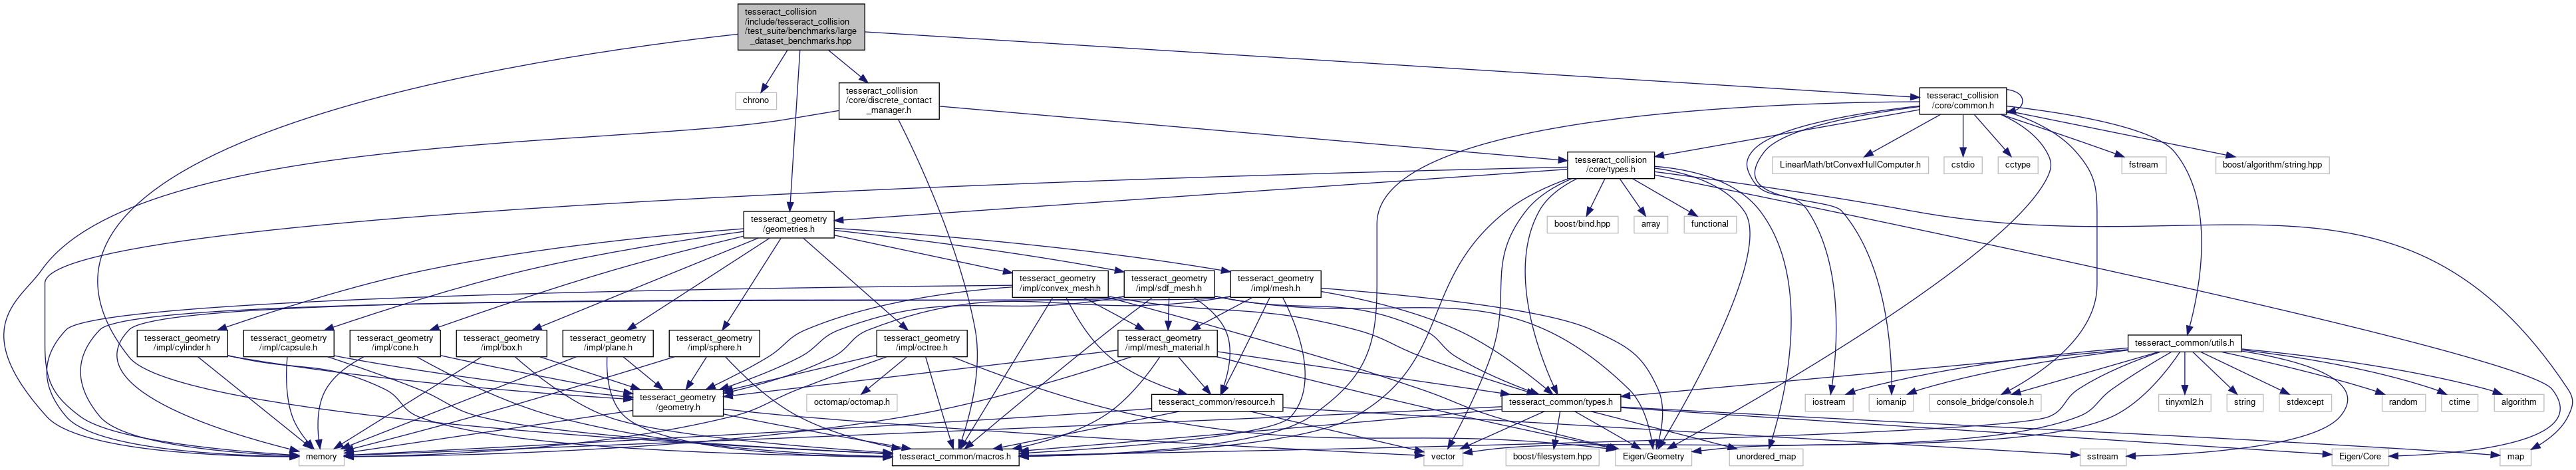 tesseract_collision
/include/tesseract_collision
/test_suite/benchmarks/large
_dataset_benchmarks.hpp
chrono
tesseract_collision
/core/discrete_contact
_manager.h
tesseract_collision
/core/common.h
tesseract_collision
/core/types.h
LinearMath/btConvexHullComputer.h
cstdio
cctype
fstream
boost/algorithm/string.hpp
tesseract_geometry
/geometries.h
boost/bind.hpp
array
functional
tesseract_geometry
/impl/convex_mesh.h
tesseract_geometry
/impl/sdf_mesh.h
tesseract_geometry
/impl/mesh.h
tesseract_geometry
/impl/cylinder.h
tesseract_geometry
/impl/capsule.h
tesseract_geometry
/impl/cone.h
tesseract_geometry
/impl/box.h
tesseract_geometry
/impl/plane.h
tesseract_geometry
/impl/sphere.h
tesseract_geometry
/impl/octree.h
tesseract_geometry
/impl/mesh_material.h
tesseract_common/utils.h
tesseract_geometry
/geometry.h
octomap/octomap.h
tesseract_common/resource.h
tesseract_common/types.h
iostream
iomanip
console_bridge/console.h
tinyxml2.h
string
stdexcept
random
ctime
algorithm
memory
tesseract_common/macros.h
vector
boost/filesystem.hpp
Eigen/Geometry
unordered_map
sstream
Eigen/Core
map